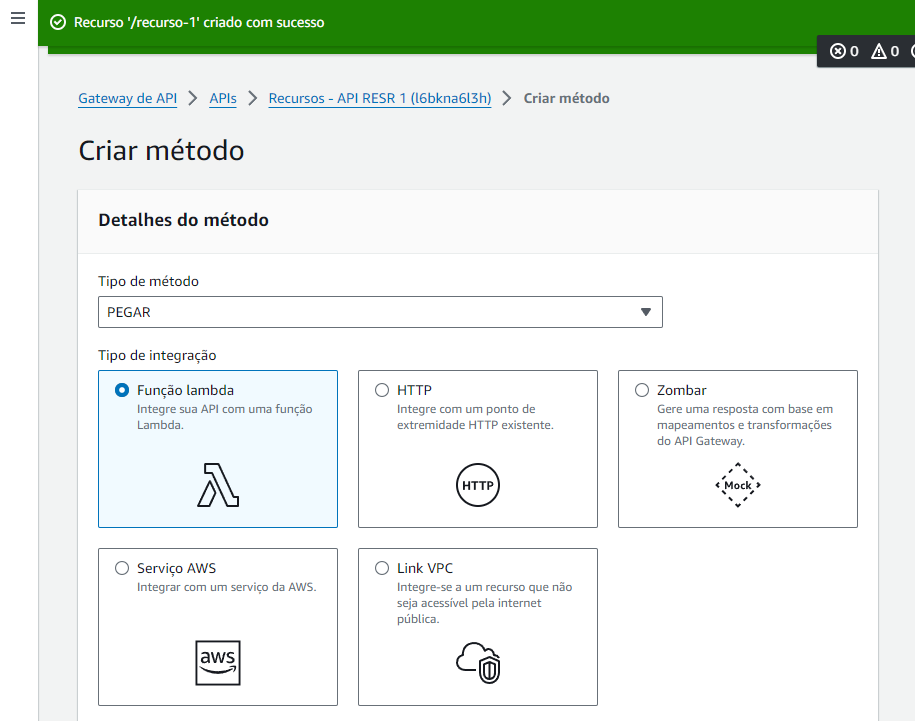 Recurso '/recurso-1' criado com sucesso
0 0
Gateway de API > APIs > Recursos - API RESR 1 (l6bkna6l3h) > Criar método
Criar método
Detalhes do método
Tipo de método
PEGAR
Tipo de integração
Função lambda
Integre sua API com uma função
Lambda.
HTTP
Integre com um ponto de
extremidade HTTP existente.
HTTP
Zombar
Gere uma resposta com base em
mapeamentos e transformações
do API Gateway.
Mock
Serviço AWS
Integrar com um serviço da AWS.
aws
Link VPC
Integre-se a um recurso que não
seja acessível pela internet
pública.